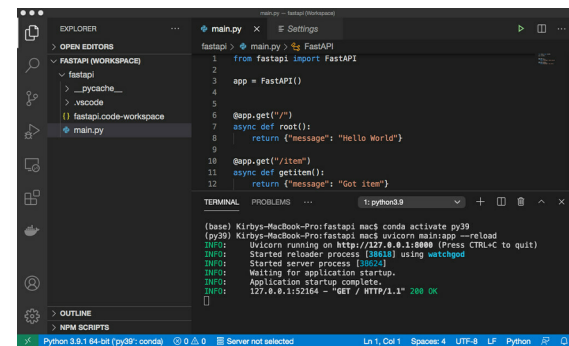 main.py — fastapi (Workspace)
EXPLORER
OPEN EDITORS
FASTAPI (WORKSPACE)
fastapi
__pycache__
.vscode
fastapi.code-workspace
main.py
OUTLINE
NPM SCRIPTS
main.py
Settings
fastapi > main.py > FastAPI
1 from fastapi import FastAPI
2
3 app = FastAPI()
4
5
6 @app.get("/")
7 async def root():
8 return {"message": "Hello World"}
9
10 @app.get("/item")
11 async def getitem():
12 return {"message": "Got item"}
TERMINAL PROBLEMS ... 1: python3.9
(base) Kirbys-MacBook-Pro:fastapi mac$ conda activate py39
(py39) Kirbys-MacBook-Pro:fastapi mac$ uvicorn main:app --reload
INFO: Uvicorn running on http://127.0.0.1:8000 (Press CTRL+C to quit)
INFO: Started reloader process [38618] using watchgod
INFO: Started server process [38624]
INFO: Waiting for application startup.
INFO: Application startup complete.
INFO: 127.0.0.1:52164 - "GET / HTTP/1.1" 200 OK
Python 3.9.1 64-bit ('py39': conda) 0 0 Server not selected Ln 1, Col 1 Spaces: 4 UTF-8 LF Python